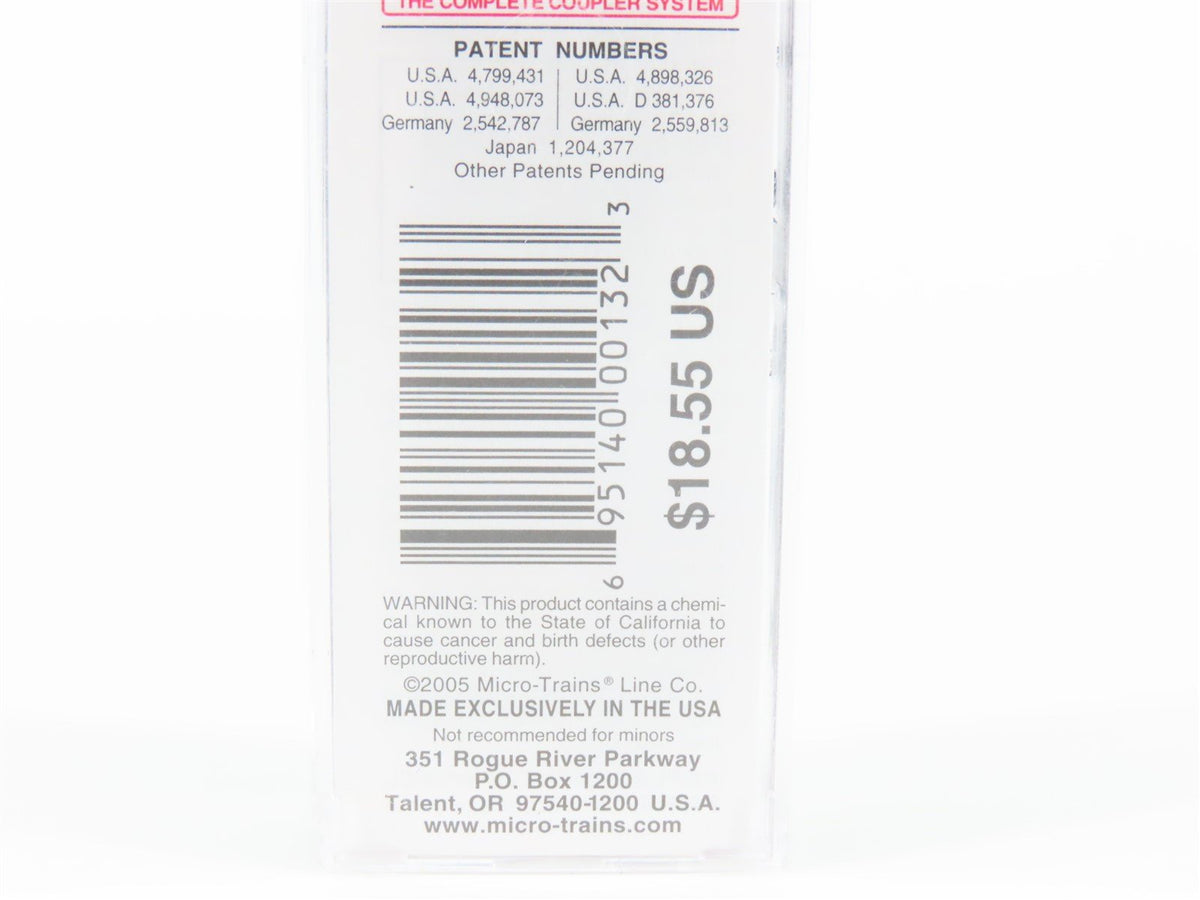 THE COMPLETE COUPLER SYSTEM
PATENT NUMBERS
U.S.A. 4,799,431 | U.S.A. 4,898,326
U.S.A. 4,948,073 | U.S.A. D 381,376
Germany 2,542,787 | Germany 2,559,813
Japan 1,204,377
Other Patents Pending
6 95140 00132 3
$18.55 US
WARNING: This product contains a chemi-
cal known to the State of California to
cause cancer and birth defects (or other
reproductive harm).
©2005 Micro-Trains® Line Co.
MADE EXCLUSIVELY IN THE USA
Not recommended for minors
351 Rogue River Parkway
P.O. Box 1200
Talent, OR 97540-1200 U.S.A.
www.micro-trains.com